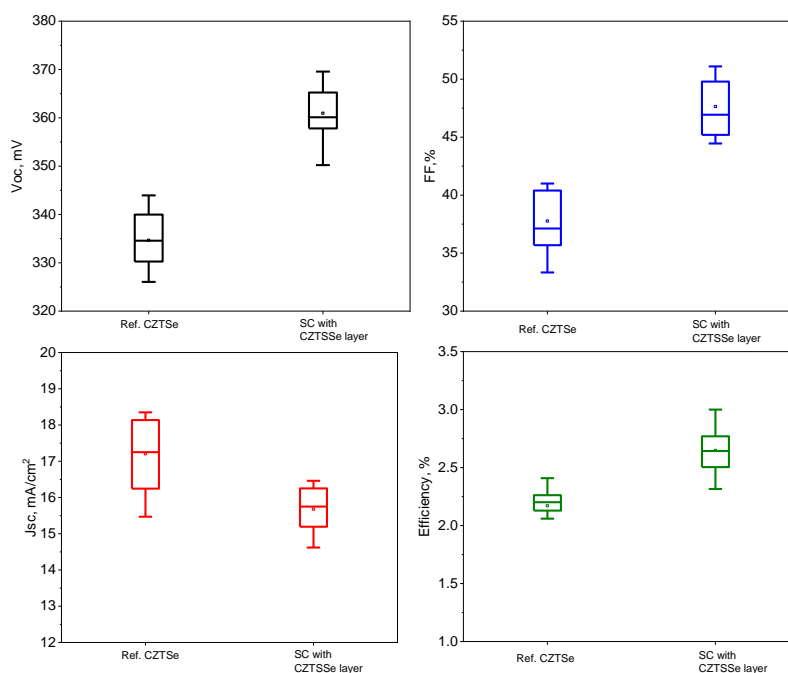 370
360
350
340
330
320
380
Voc, mV
Ref. CZTSe
SC with
CZTSSe layer
55
50
45
40
35
30
FF,%
Ref. CZTSe
SC with
CZTSSe layer
20
19
18
17
16
15
14
13
12
Jsc, mA/cm²
Ref. CZTSe
SC with
CZTSSe layer
3.5
3.0
2.5
2.0
1.5
1.0
Efficiency, %
Ref. CZTSe
SC with
CZTSSe layer